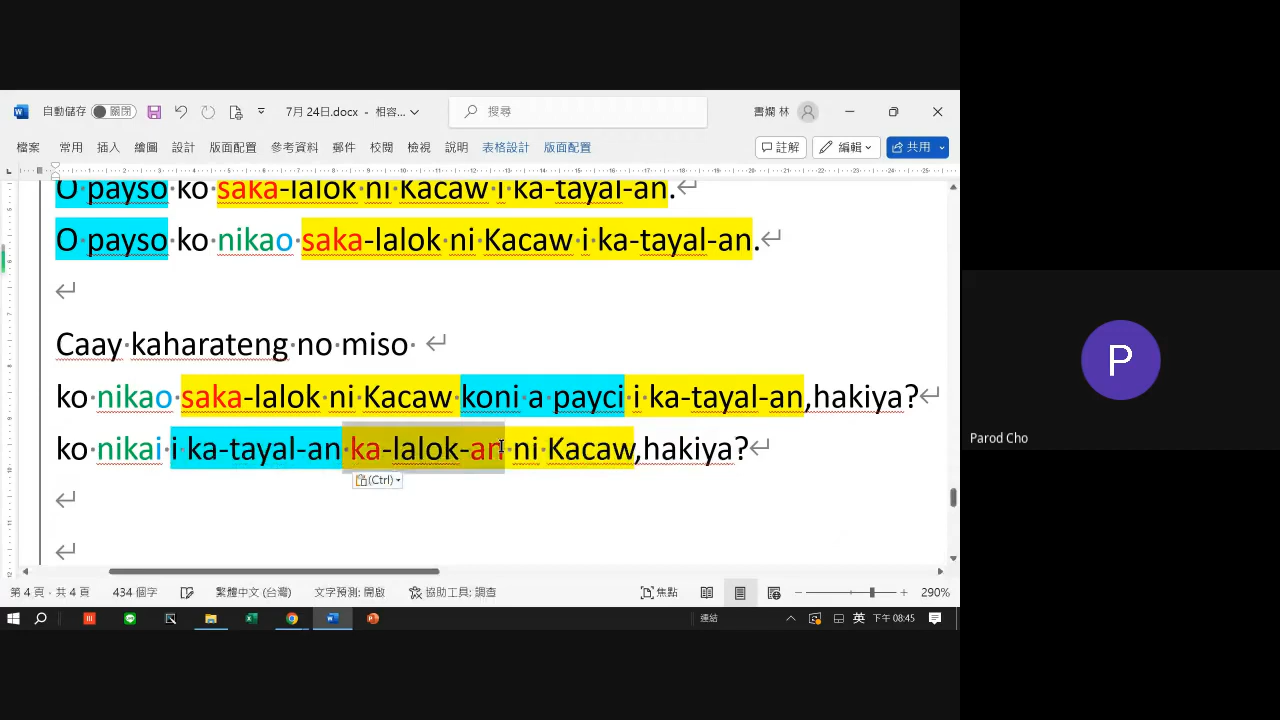 自動儲存 關閉 7月 24日.docx - 相容... 搜尋 書嫻 林
檔案 常用 插入 繪圖 設計 版面配置 參考資料 郵件 校閱 檢視 說明 表格設計 版面配置 註解 編輯 共用
O payso ko saka-lalok ni Kacaw i ka-tayal-an.
O payso ko nikao saka-lalok ni Kacaw i ka-tayal-an.
Caay kaharateng no miso
ko nikao saka-lalok ni Kacaw koni a payci i ka-tayal-an,hakiya?
ko nikai i ka-tayal-an ka-lalok-an ni Kacaw,hakiya?
(Ctrl)
P
Parod Cho
第 4 頁，共 4 頁 434 個字 繁體中文 (台灣) 文字預測: 開啟 協助工具: 調查 焦點 290%
連結 英 下午 08:45